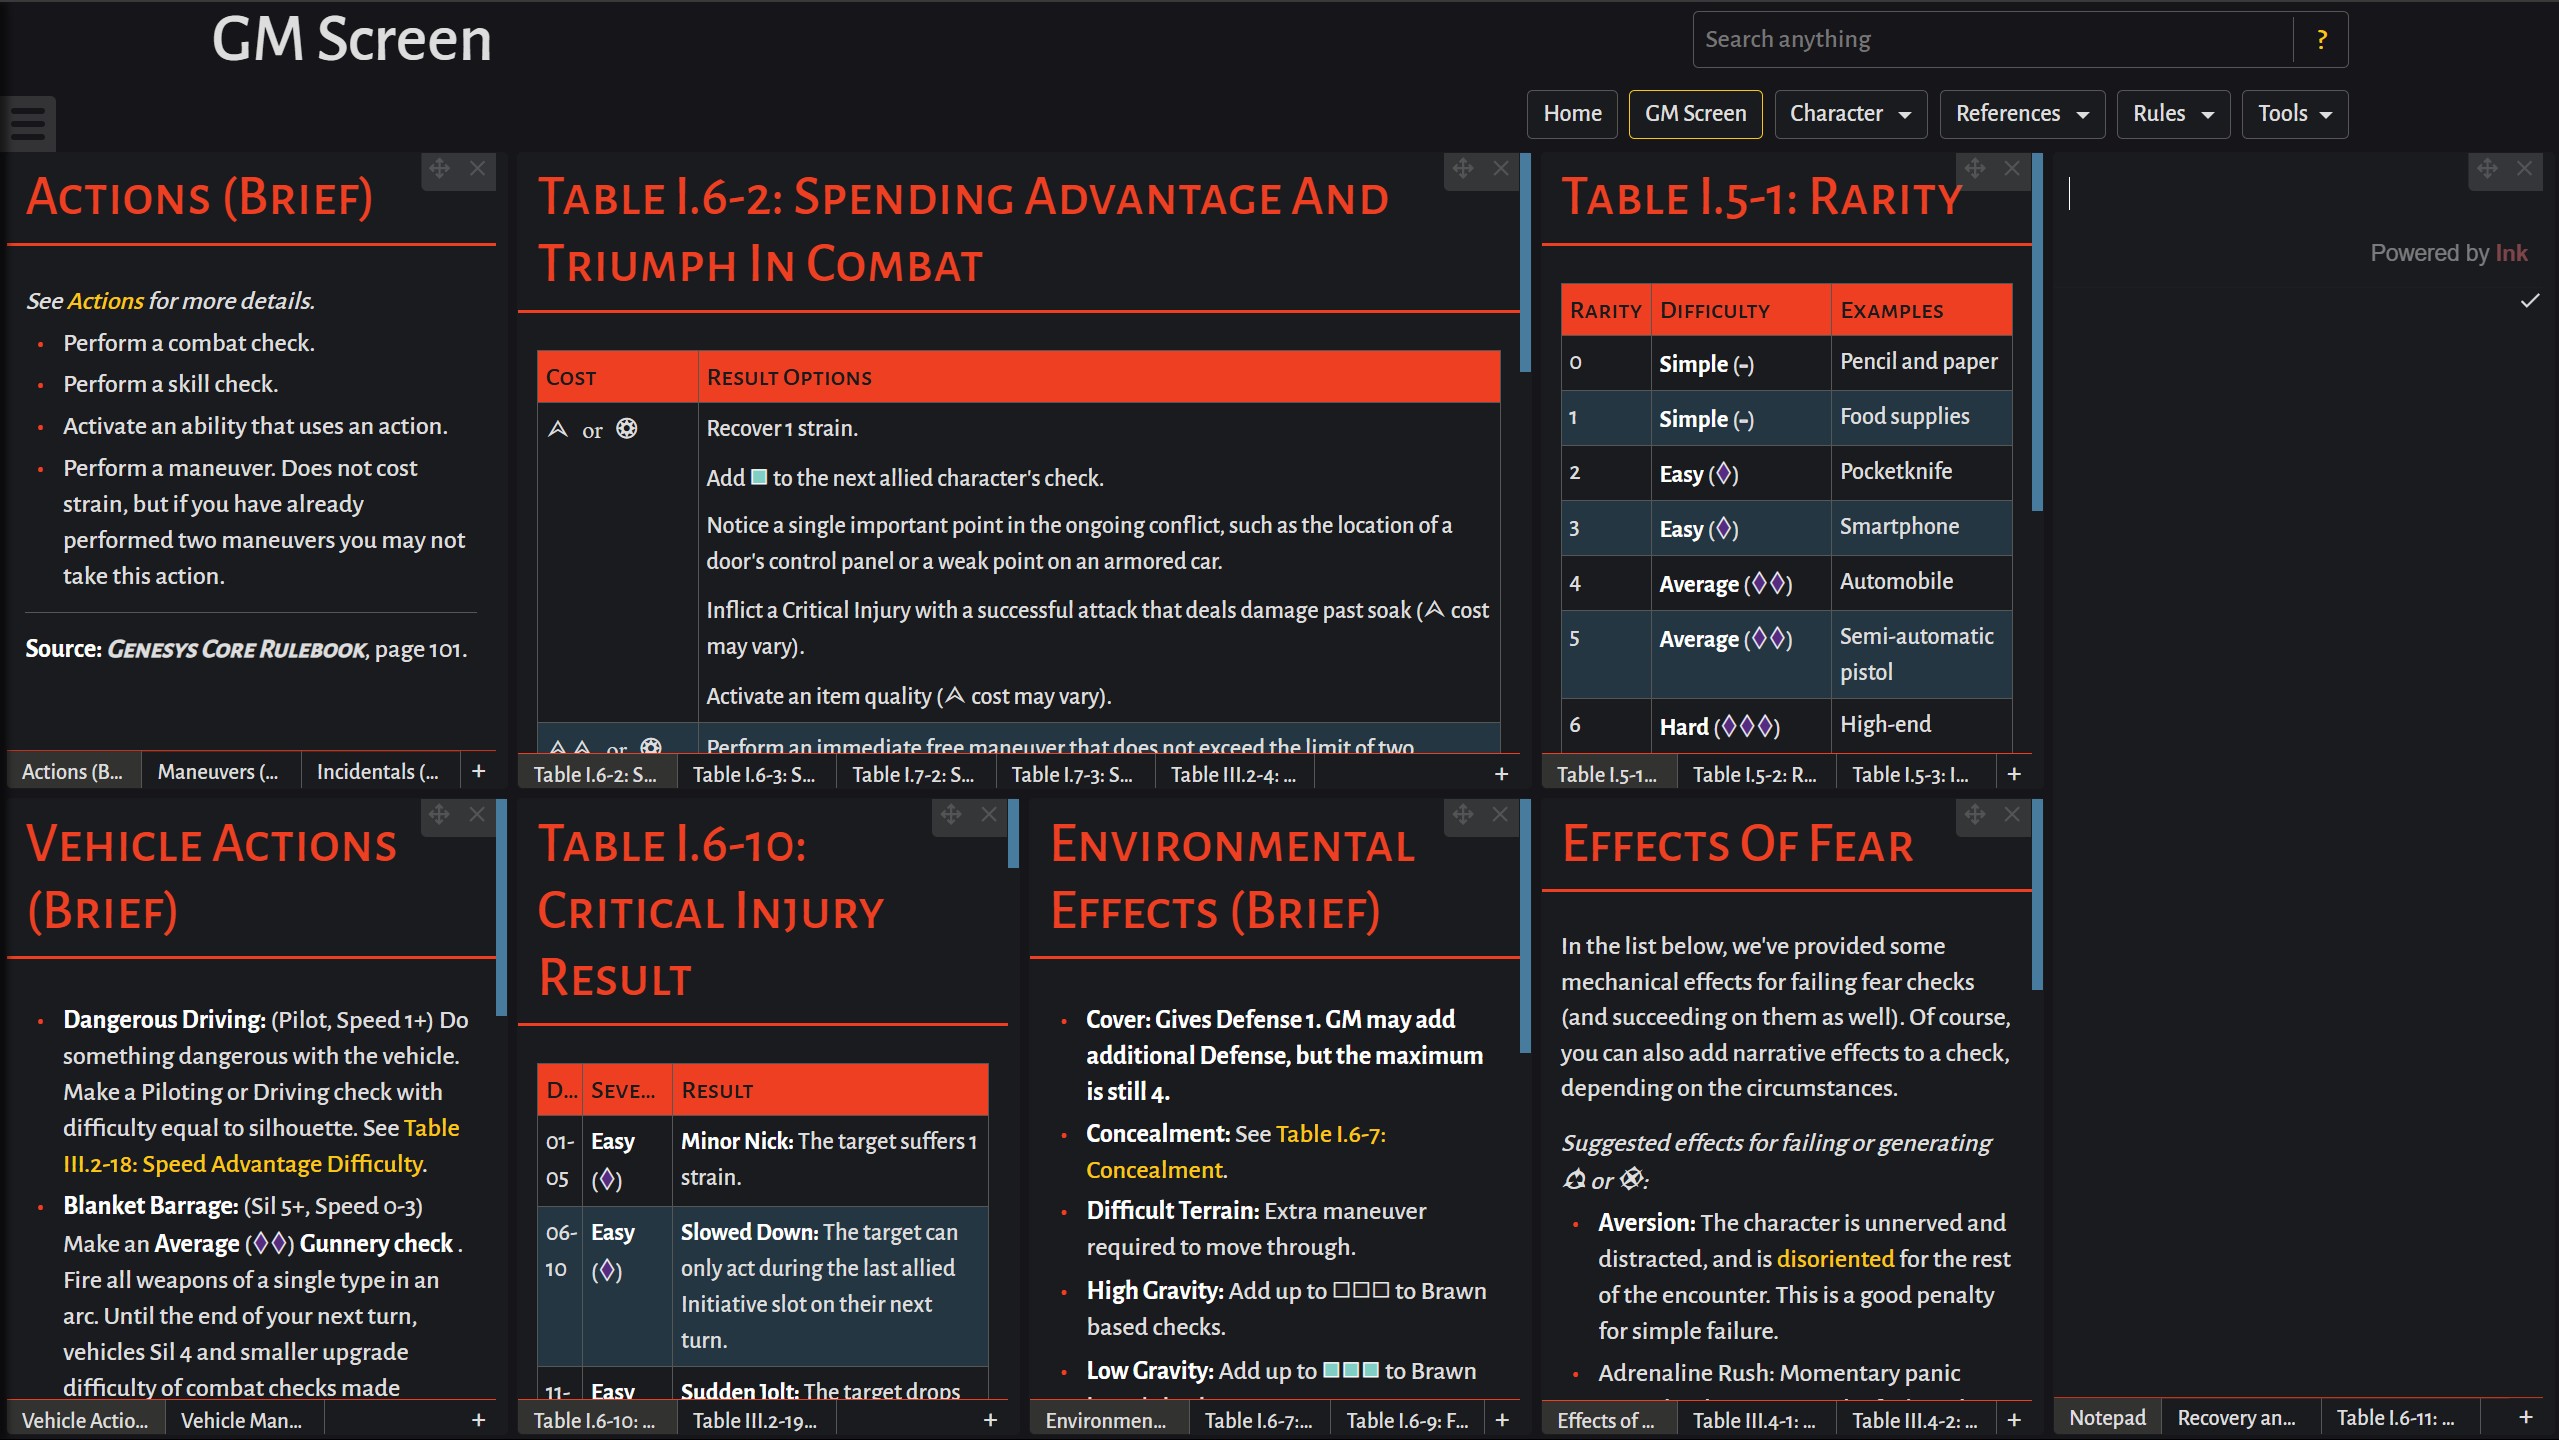 GM Screen
Search anything
?
Home
GM Screen
Character
References
Rules
Tools
Actions (Brief)
See Actions for more details.
• Perform a combat check.
• Perform a skill check.
• Activate an ability that uses an action.
• Perform a maneuver. Does not cost
strain, but if you have already
performed two maneuvers you may not
take this action.
Source: Genesys Core Rulebook, page 101.
Actions (B...
Maneuvers (...
Incidentals (...
+
Table I.6-2: Spending Advantage And
Triumph In Combat
Cost
Result Options
or
Recover 1 strain.
Add to the next allied character's check.
Notice a single important point in the ongoing conflict, such as the location of a
door's control panel or a weak point on an armored car.
Inflict a Critical Injury with a successful attack that deals damage past soak ( cost
may vary).
Activate an item quality ( cost may vary).
or
Perform an immediate free maneuver that does not exceed the limit of two
Table I.6-2: S...
Table I.6-3: S...
Table I.7-2: S...
Table I.7-3: S...
Table III.2-4: ...
+
Table I.5-1: Rarity
Rarity
Difficulty
Examples
0
Simple (-)
Pencil and paper
1
Simple (-)
Food supplies
2
Easy ()
Pocketknife
3
Easy ()
Smartphone
4
Average ()
Automobile
5
Average ()
Semi-automatic
pistol
6
Hard ()
High-end
Table I.5-1...
Table I.5-2: R...
Table I.5-3: I...
+
Powered by Ink
Vehicle Actions
(Brief)
• Dangerous Driving: (Pilot, Speed 1+) Do
something dangerous with the vehicle.
Make a Piloting or Driving check with
difficulty equal to silhouette. See Table
III.2-18: Speed Advantage Difficulty.
• Blanket Barrage: (Sil 5+, Speed 0-3)
Make an Average () Gunnery check .
Fire all weapons of a single type in an
arc. Until the end of your next turn,
vehicles Sil 4 and smaller upgrade
difficulty of combat checks made
Vehicle Actio...
Vehicle Man...
+
Table I.6-10:
Critical Injury
Result
D...
Seve...
Result
01-
05
Easy
()
Minor Nick: The target suffers 1
strain.
06-
10
Easy
()
Slowed Down: The target can
only act during the last allied
Initiative slot on their next
turn.
11-
Easy
Sudden Jolt: The target drops
Table I.6-10: ...
Table III.2-19...
+
Environmental
Effects (Brief)
• Cover: Gives Defense 1. GM may add
additional Defense, but the maximum
is still 4.
• Concealment: See Table I.6-7:
Concealment.
• Difficult Terrain: Extra maneuver
required to move through.
• High Gravity: Add up to to Brawn
based checks.
• Low Gravity: Add up to to Brawn
Environmen...
Table I.6-7:...
Table I.6-9: F...
+
Effects Of Fear
In the list below, we've provided some
mechanical effects for failing fear checks
(and succeeding on them as well). Of course,
you can also add narrative effects to a check,
depending on the circumstances.
Suggested effects for failing or generating
or :
• Aversion: The character is unnerved and
distracted, and is disoriented for the rest
of the encounter. This is a good penalty
for simple failure.
• Adrenaline Rush: Momentary panic
Effects of ...
Table III.4-1: ...
Table III.4-2: ...
+
Notepad
Recovery an...
Table I.6-11: ...
+